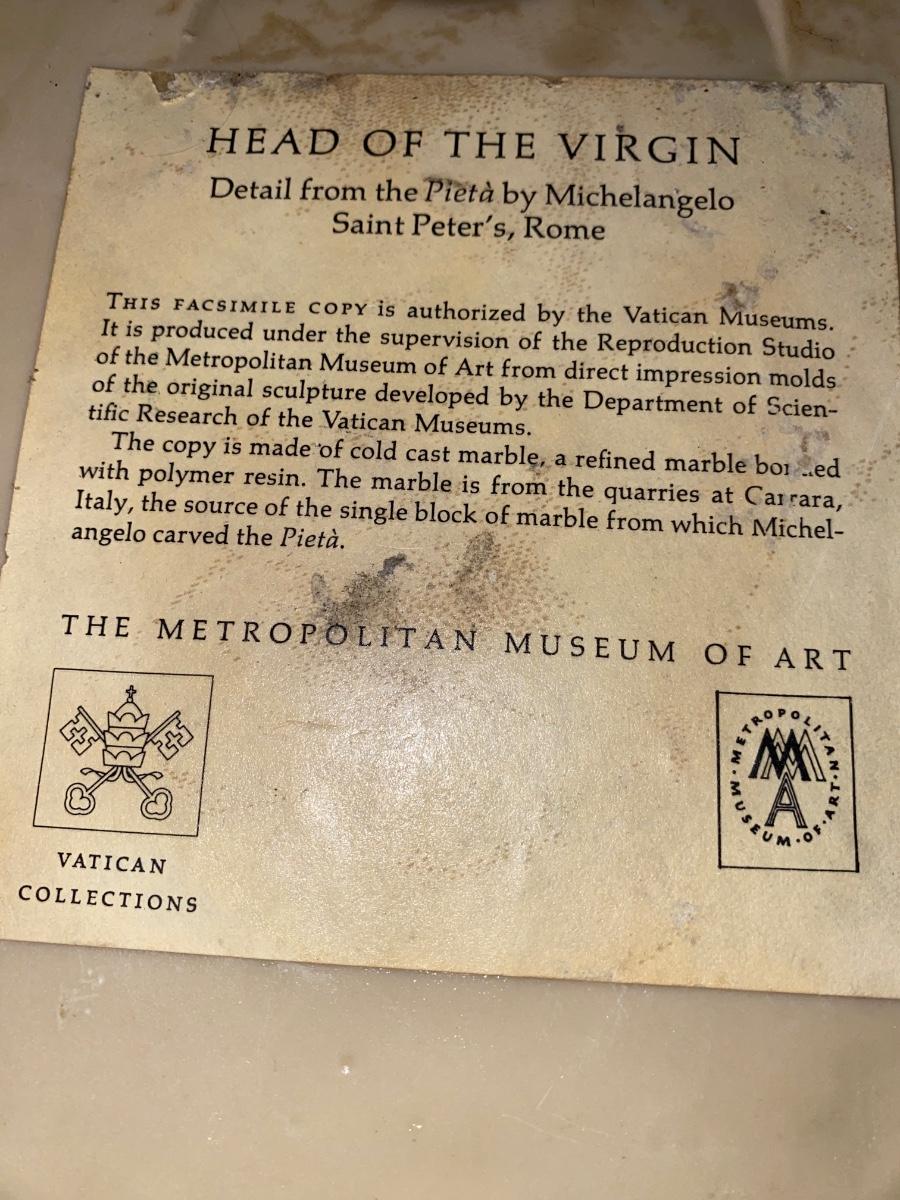 HEAD OF THE VIRGIN
Detail from the Pietà by Michelangelo
Saint Peter's, Rome
THIS FACSIMILE COPY is authorized by the Vatican Museums.
It is produced under the supervision of the Reproduction Studio
of the Metropolitan Museum of Art from direct impression molds
of the original sculpture developed by the Department of Scien-
tific Research of the Vatican Museums.
The copy is made of cold cast marble, a refined marble
with polymer resin. The marble is from the quarries at Carrara,
Italy, the source of the single block of marble from which Michel-
angelo carved the Pietà.
THE METROPOLITAN MUSEUM OF ART
VATICAN
COLLECTIONS
METROPOLITAN · MUSEUM · OF · ART ·
MMA